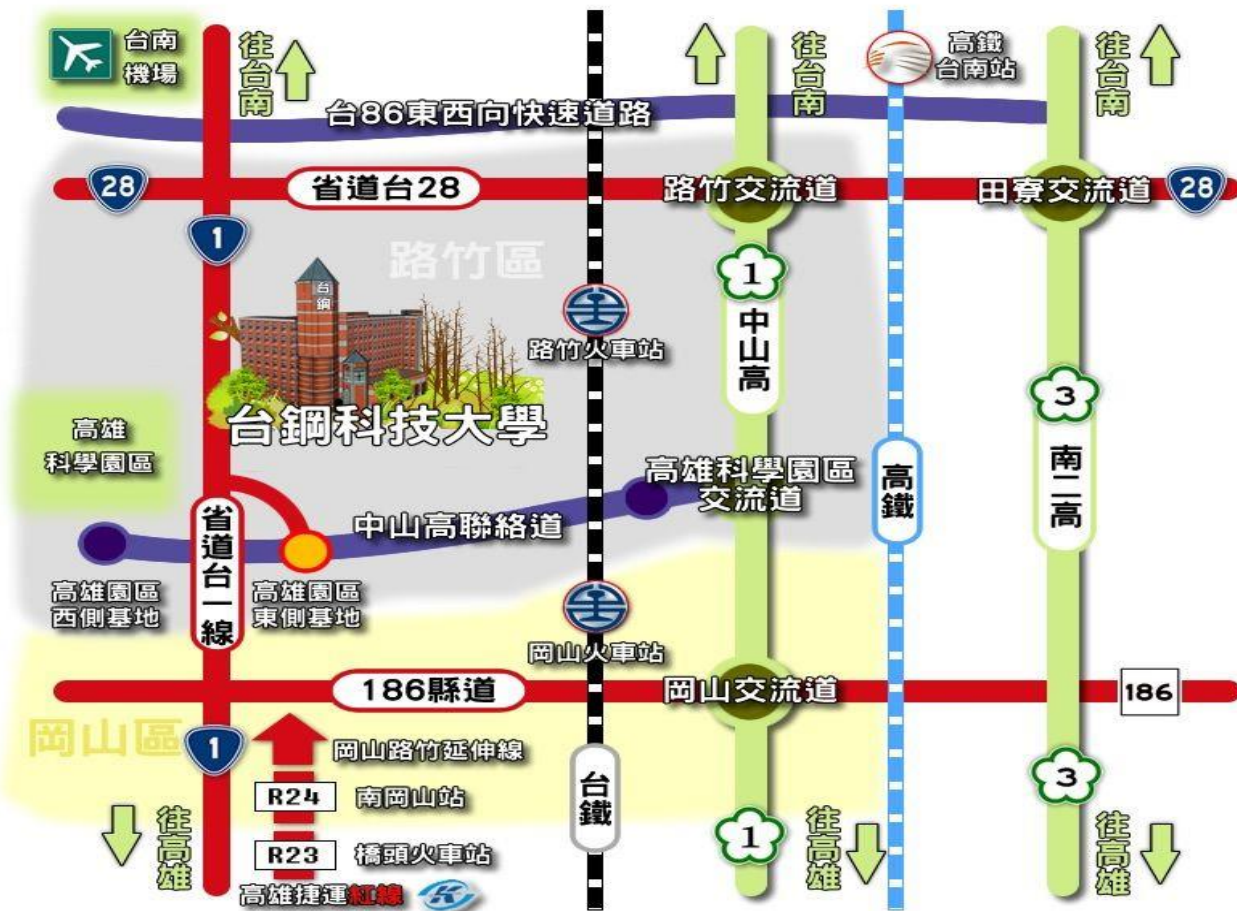 台南
機場
往台南
往台南
高鐵
台南站
往台南
台86東西向快速道路
28
省道台28
路竹交流道
田寮交流道
28
1
路竹區
台鋼
1
中山高
路竹火車站
3
南二高
台鋼科技大學
高雄
科學園區
高雄科學園區
交流道
高鐵
省道台一線
中山高聯絡道
高雄園區
西側基地
高雄園區
東側基地
岡山火車站
186縣道
岡山交流道
186
岡山區
1
岡山路竹延伸線
台鐵
3
R24
南岡山站
1
往高雄
R23
橋頭火車站
往高雄
往高雄
高雄捷運紅線
K